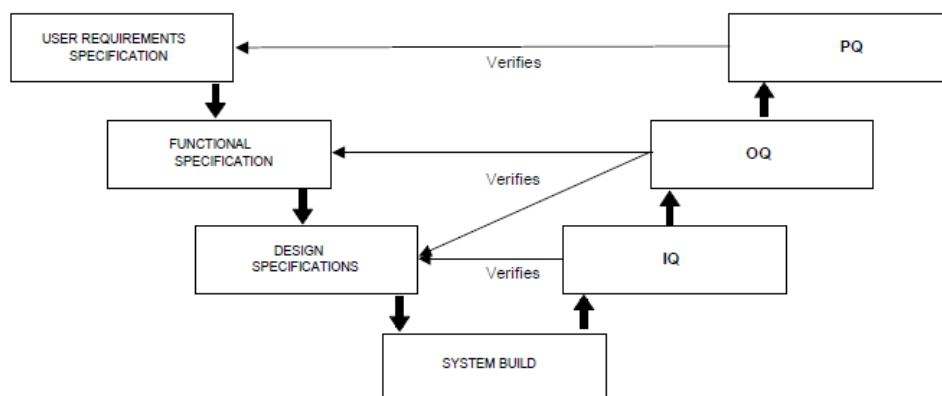 USER REQUIREMENTS
SPECIFICATION
PQ
Verifies
FUNCTIONAL
SPECIFICATION
OQ
Verifies
DESIGN
SPECIFICATIONS
IQ
Verifies
SYSTEM BUILD